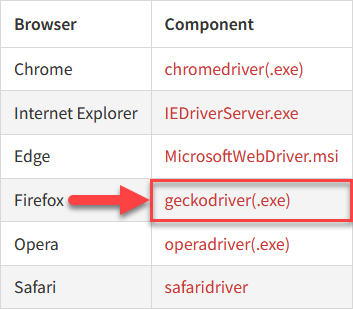 Browser Component
Chrome chromedriver(.exe)
Internet Explorer IEDriverServer.exe
Edge MicrosoftWebDriver.msi
Firefox geckodriver(.exe)
Opera operadriver(.exe)
Safari safaridriver